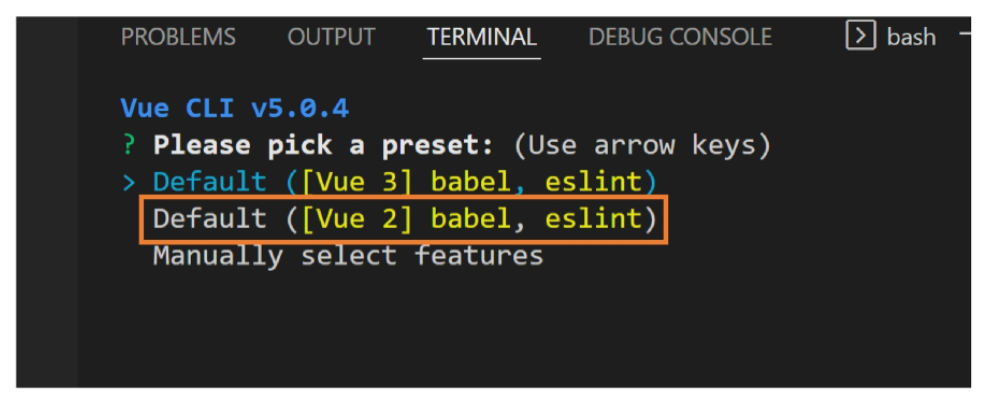 PROBLEMS OUTPUT TERMINAL DEBUG CONSOLE bash
Vue CLI v5.0.4
? Please pick a preset: (Use arrow keys)
> Default ([Vue 3] babel, eslint)
Default ([Vue 2] babel, eslint)
Manually select features